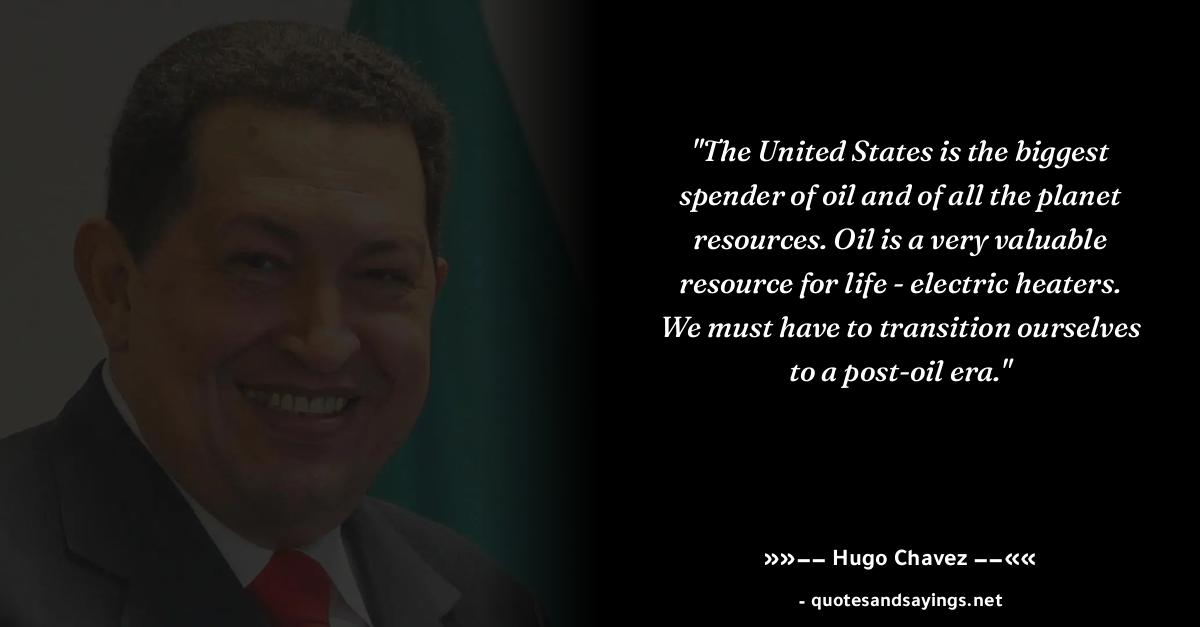 "The United States is the biggest
spender of oil and of all the planet
resources. Oil is a very valuable
resource for life - electric heaters.
We must have to transition ourselves
to a post-oil era."
»»−− Hugo Chavez −−««
- quotesandsayings.net